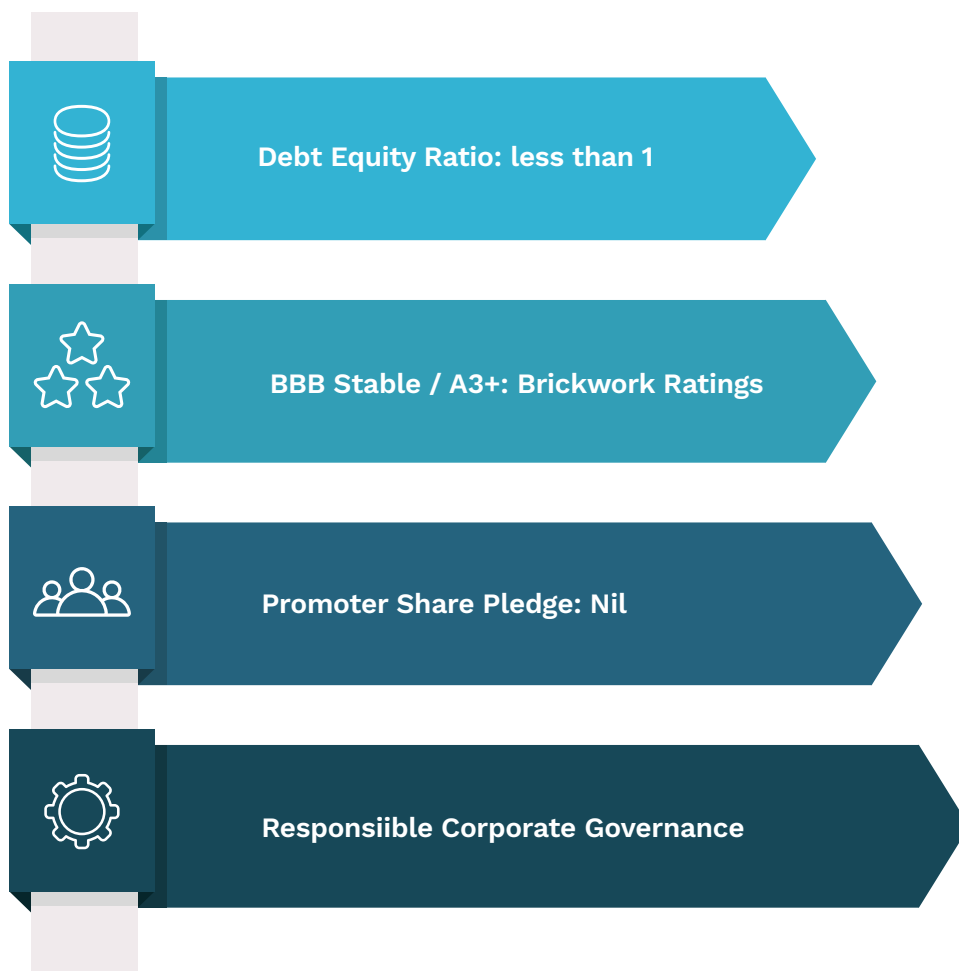 Debt Equity Ratio: less than 1
BBB Stable / A3+: Brickwork Ratings
Promoter Share Pledge: Nil
Responsiible Corporate Governance